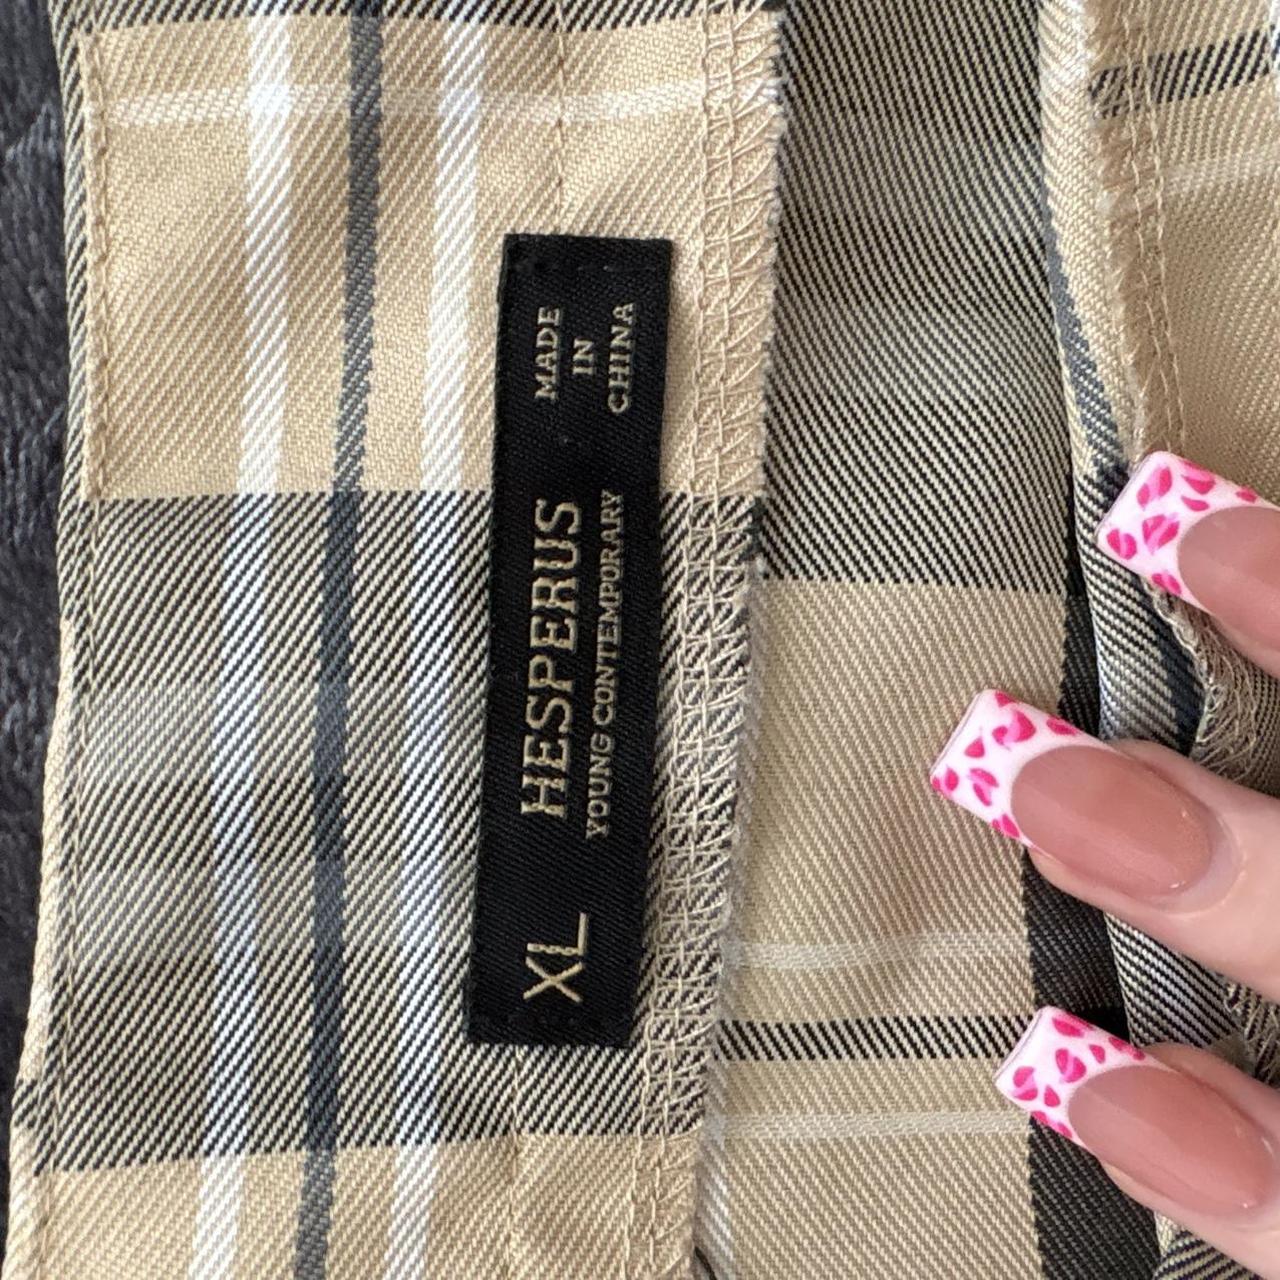 XL
HESPERUS
YOUNG CONTEMPORARY
MADE
IN
CHINA